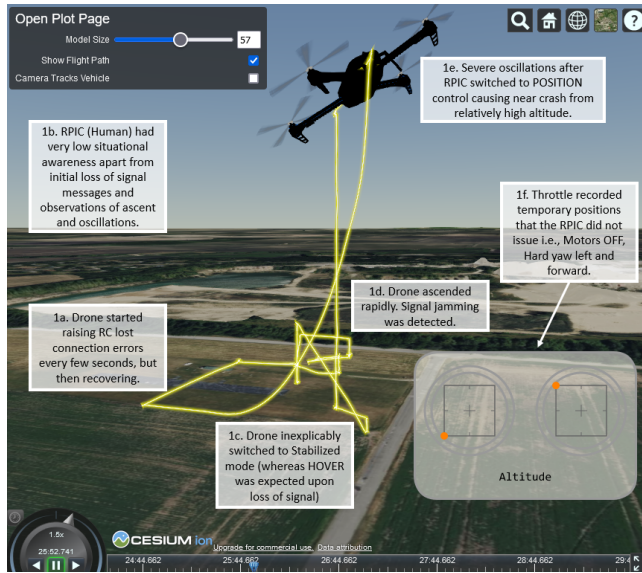 Open Plot Page
Model Size
57
Show Flight Path
Camera Tracks Vehicle
1e. Severe oscillations after
RPIC switched to POSITION
control causing near crash from
relatively high altitude.
1b. RPIC (Human) had
very low situational
awareness apart from
initial loss of signal
messages and
observations of ascent
and oscillations.
1f. Throttle recorded
temporary positions
that the RPIC did not
issue i.e., Motors OFF,
Hard yaw left and
forward.
1d. Drone ascended
rapidly. Signal jamming
was detected.
1a. Drone started
raising RC lost
connection errors
every few seconds, but
then recovering.
1c. Drone inexplicably
switched to Stabilized
mode (whereas HOVER
was expected upon
loss of signal)
Altitude
1.5x
25:52.741
CESIUM ion
Upgrade for commercial use. Data attribution
24:44.662 25:44.662 26:44.662 27:44.662 28:44.662 29:4